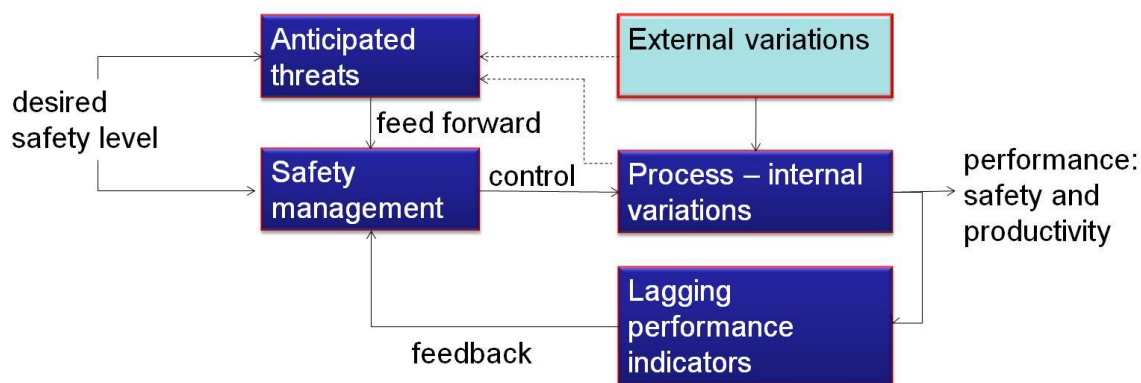 Anticipated
threats
External variations
desired
safety level
feed forward
Safety
management
control
Process – internal
variations
performance:
safety and
productivity
Lagging
performance
indicators
feedback